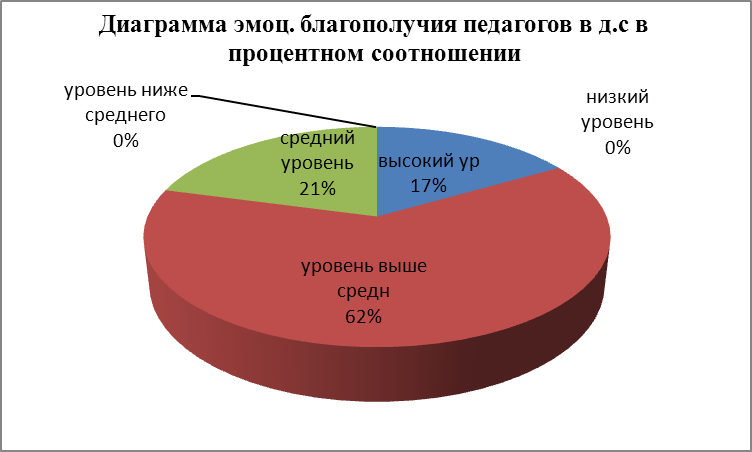 Диаграмма эмоц. благополучия педагогов в д.с в
процентном соотношении
уровень ниже
среднего
0%
средний
уровень
21%
высокий ур
17%
низкий
уровень
0%
уровень выше
средн
62%